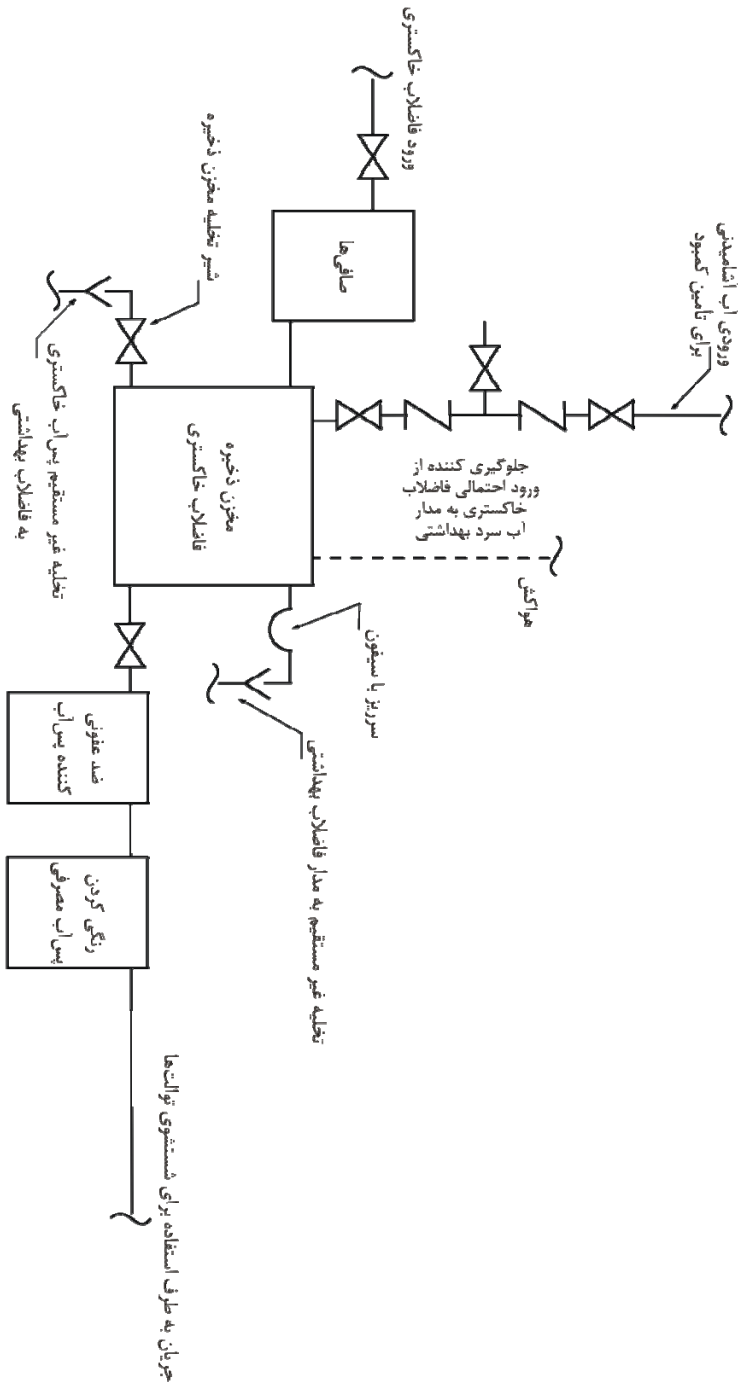 ورود فاضلاب خاکستری
صافی‌ها
شیر تخلیه مخزن ذخیره
ورودی آب آشامیدنی
برای تأمین کمبود
تخلیه غیر مستقیم پس‌آب خاکستری
به فاضلاب بهداشتی
مخزن ذخیره
فاضلاب خاکستری
جلوگیری کننده از
ورود احتمالی فاضلاب
خاکستری به مدار
آب سرد بهداشتی
هواکش
سرریز با سیفون
تخلیه غیر مستقیم به مدار فاضلاب بهداشتی
ضد عفونی
کننده پس‌آب
رنگی کردن
پس‌آب مصرفی
جریان به طرف استفاده برای شستشوی توالت‌ها